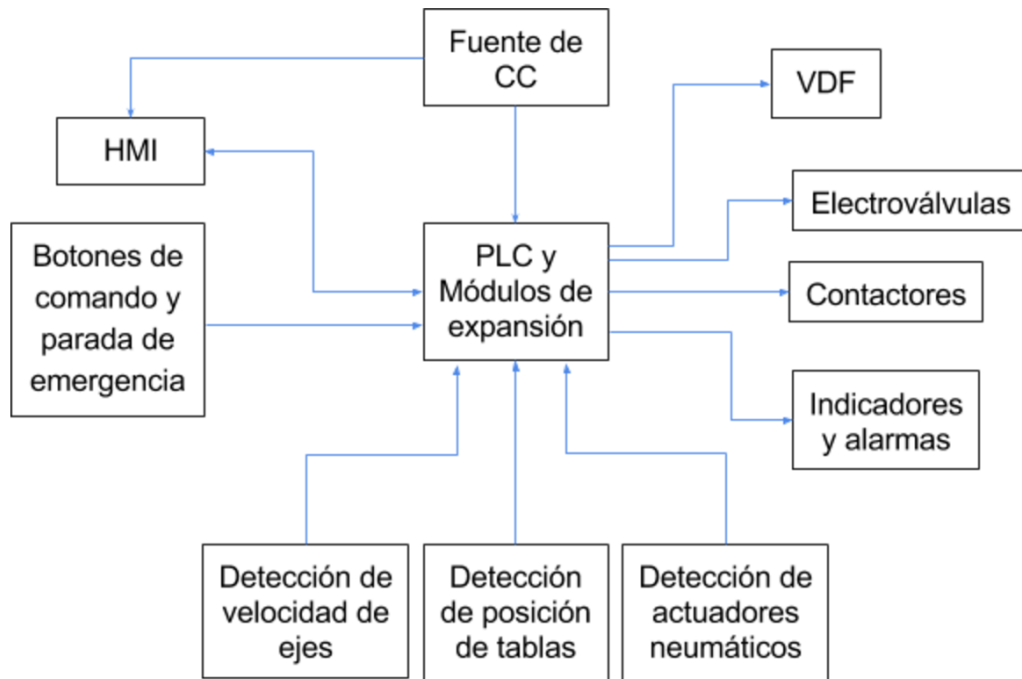 Fuente de
CC
VDF
HMI
Electroválvulas
Botones de
comando y
parada de
emergencia
PLC y
Módulos de
expansión
Contactores
Indicadores
y alarmas
Detección de
velocidad de
ejes
Detección
de posición
de tablas
Detección de
actuadores
neumáticos